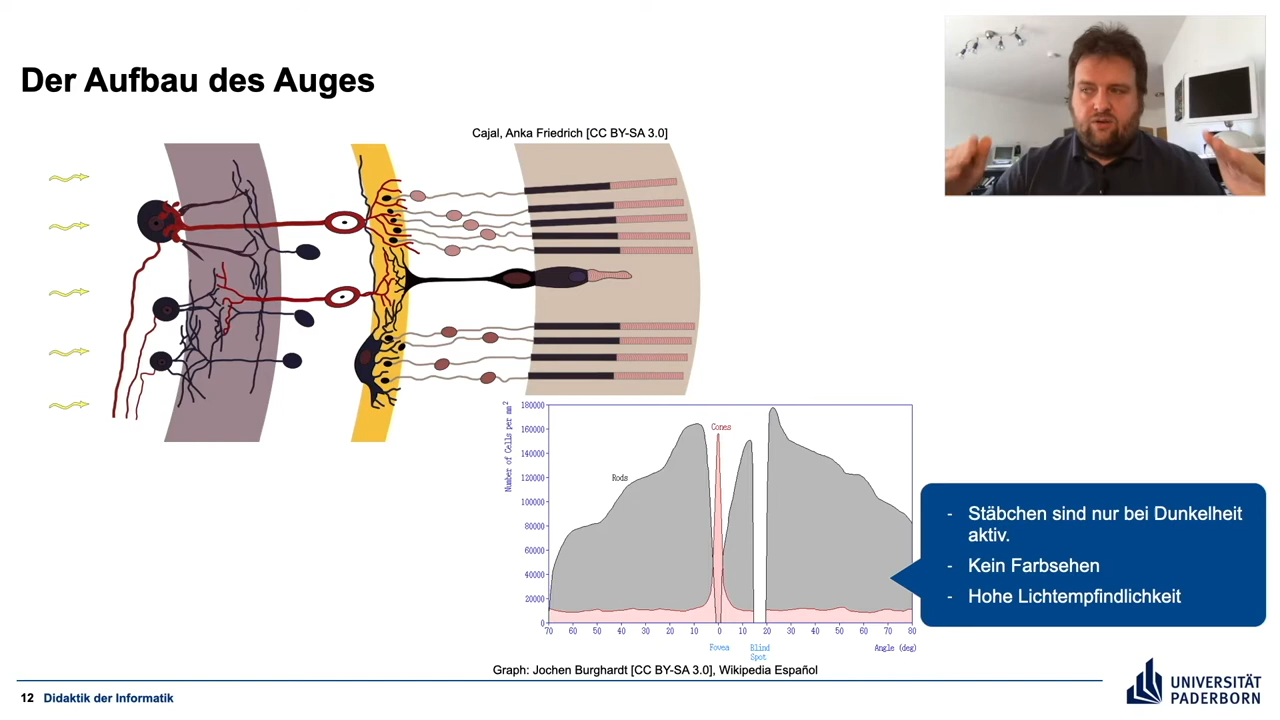 Der Aufbau des Auges
Cajal, Anka Friedrich [CC BY-SA 3.0]
180000
160000
140000
120000
100000
80000
60000
40000
20000
0
Number of Cells per mm²
Rods
Cones
70 60 50 40 30 20 10 0 10 20 30 40 50 60 70 80
Fovea
Blind
Spot
Angle (deg)
- Stäbchen sind nur bei Dunkelheit
aktiv.
- Kein Farbsehen
- Hohe Lichtempfindlichkeit
Graph: Jochen Burghardt [CC BY-SA 3.0], Wikipedia Español
12 Didaktik der Informatik
UNIVERSITÄT
PADERBORN